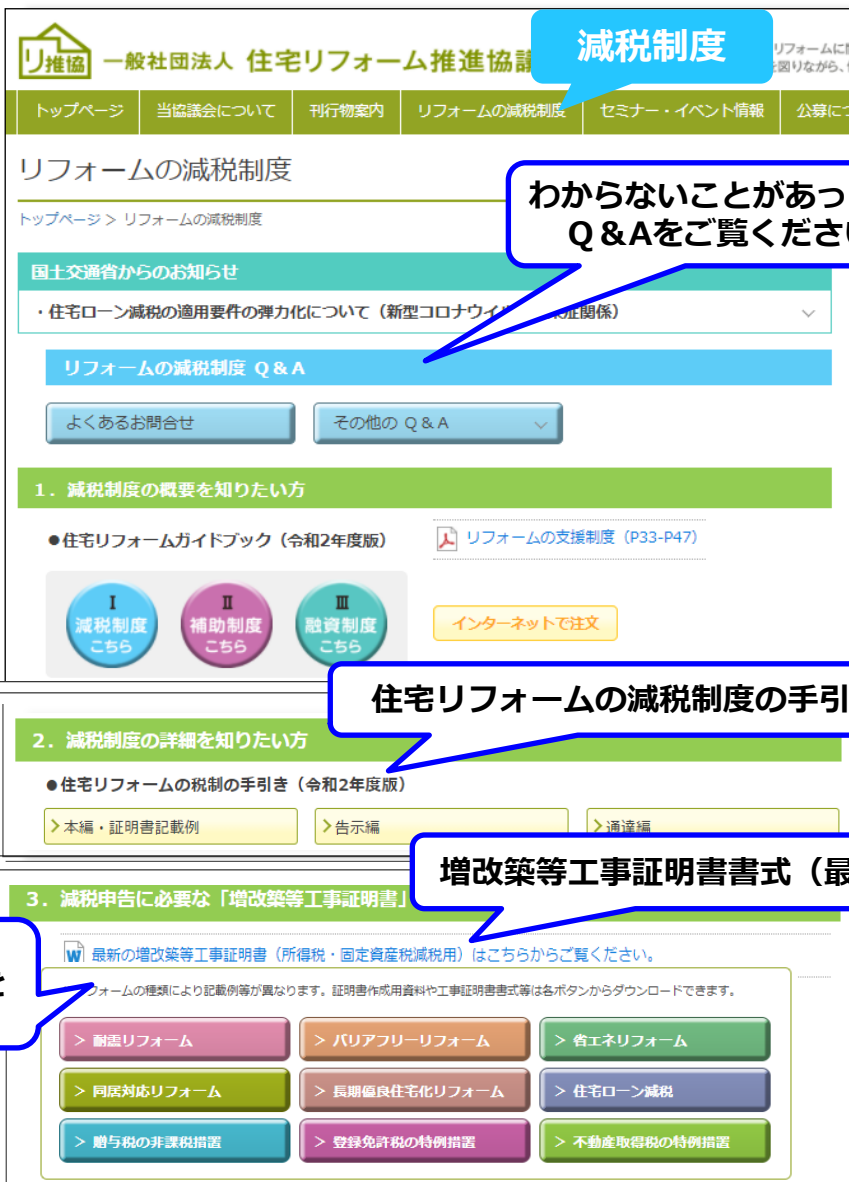 リ推協 一般社団法人 住宅リフォーム推進協議
減税制度
リフォームに
図りながら、
トップページ 当協議会について 刊行物案内 リフォームの減税制度 セミナー・イベント情報 公募につ
リフォームの減税制度
わからないことがあっ
Q&Aをご覧くださ
トップページ > リフォームの減税制度
国土交通省からのお知らせ
・住宅ローン減税の適用要件の弾力化について（新型コロナウイ 症関係）
リフォームの減税制度 Q&A
よくあるお問合せ その他の Q&A
1. 減税制度の概要を知りたい方
●住宅リフォームガイドブック（令和2年度版） リフォームの支援制度（P33-P47）
Ⅰ Ⅱ Ⅲ
減税制度 補助制度 融資制度
こちら こちら こちら
インターネットで注文
住宅リフォームの減税制度の手引
2. 減税制度の詳細を知りたい方
●住宅リフォームの税制の手引き（令和2年度版）
>本編・証明書記載例 >告示編 >通達編
増改築等工事証明書書式（最
3. 減税申告に必要な「増改築等工事証明書」
最新の増改築等工事証明書（所得税・固定資産税減税用）はこちらからご覧ください。
と
フォームの種類により記載例等が異なります。証明書作成用資料や工事証明書書式等は各ボタンからダウンロードできます。
> 耐震リフォーム > バリアフリーリフォーム > 省エネリフォーム
> 同居対応リフォーム > 長期優良住宅化リフォーム > 住宅ローン減税
> 贈与税の非課税措置 > 登録免許税の特例措置 > 不動産取得税の特例措置